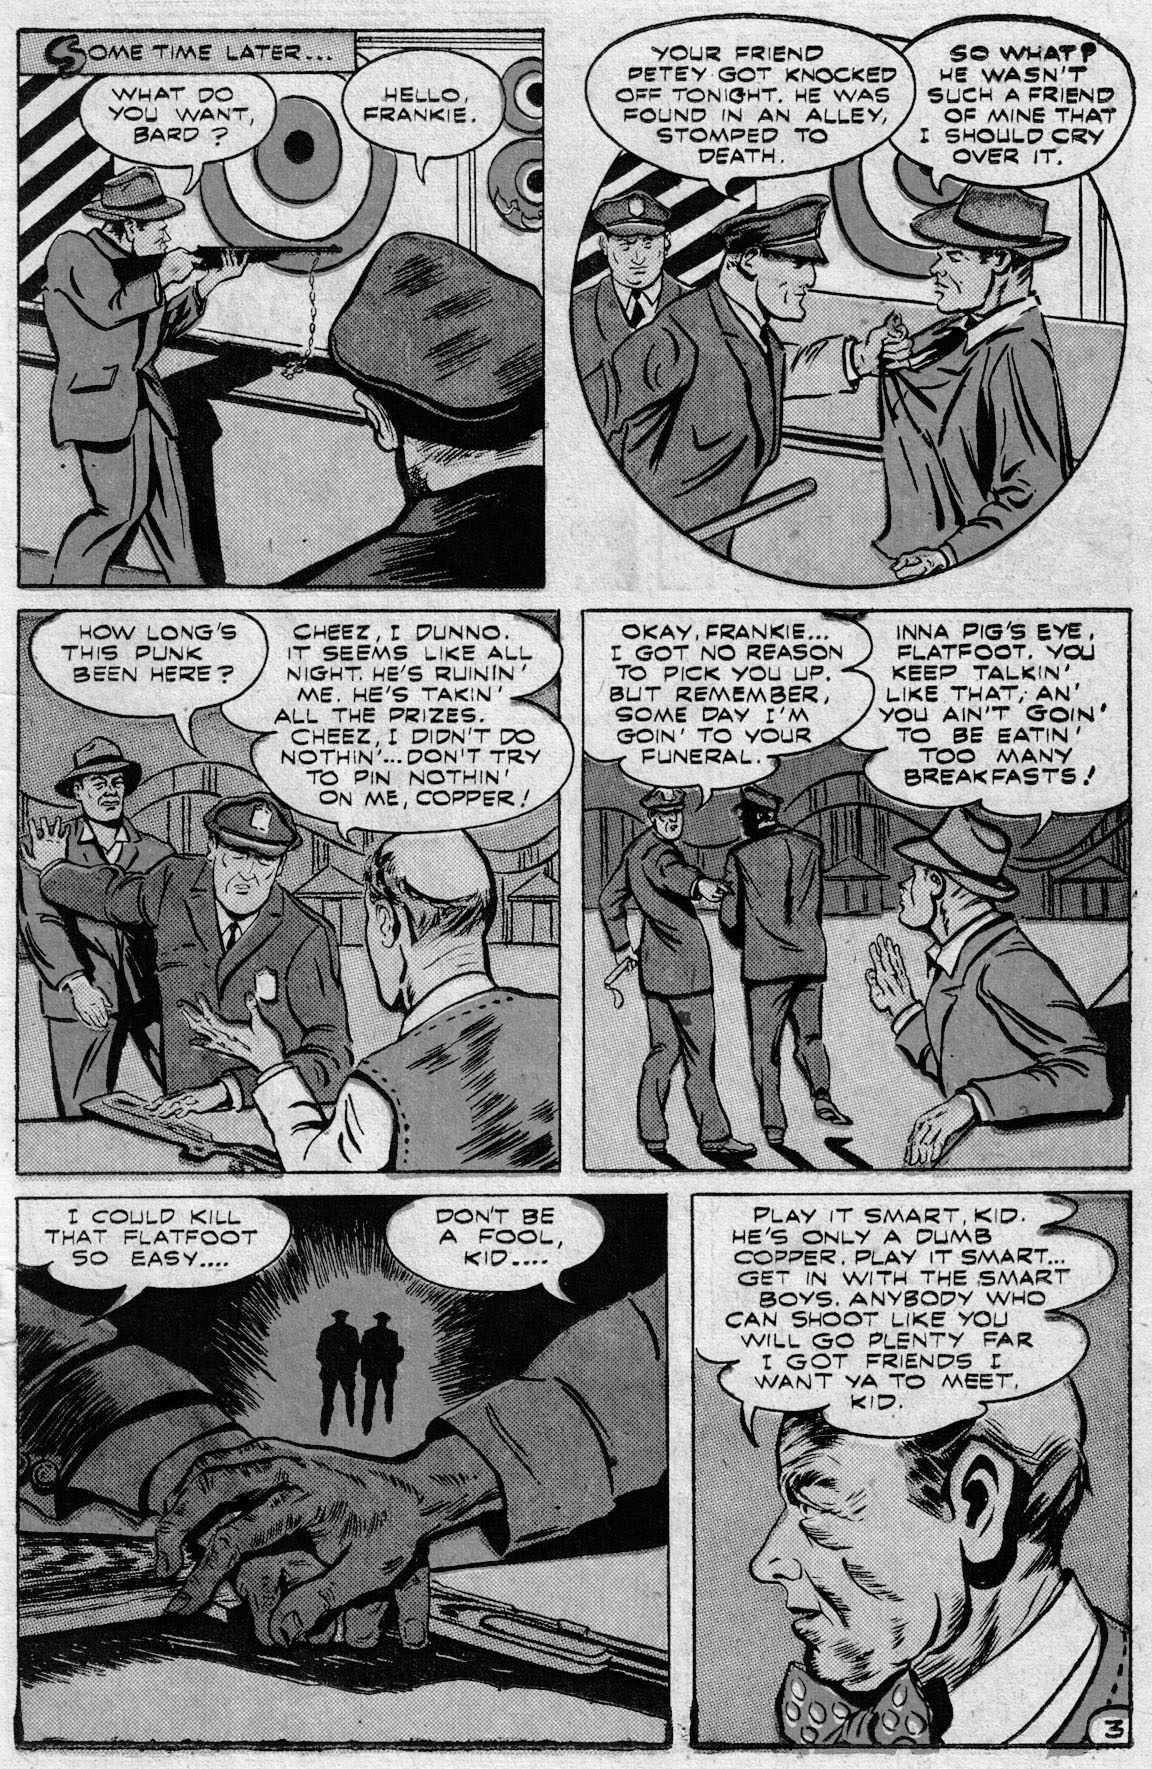 SOME TIME LATER...
WHAT DO
YOU WANT,
BARD?
HELLO,
FRANKIE.
YOUR FRIEND
PETEY GOT KNOCKED
OFF TONIGHT. HE WAS
FOUND IN AN ALLEY,
STOMPED TO
DEATH.
SO WHAT?
HE WASN'T
SUCH A FRIEND
OF MINE THAT
I SHOULD CRY
OVER IT.
HOW LONG'S
THIS PUNK
BEEN HERE?
CHEEZ, I DUNNO.
IT SEEMS LIKE ALL
NIGHT. HE'S RUININ'
ME. HE'S TAKIN'
ALL THE PRIZES.
CHEEZ, I DIDN'T DO
NOTHIN'... DON'T TRY
TO PIN NOTHIN'
ON ME, COPPER!
OKAY, FRANKIE...
I GOT NO REASON
TO PICK YOU UP.
BUT REMEMBER,
SOME DAY I'M
GOIN' TO YOUR
FUNERAL.
INNA PIG'S EYE,
FLATFOOT. YOU
KEEP TALKIN'
LIKE THAT, AN'
YOU AIN'T GOIN'
TO BE EATIN'
TOO MANY
BREAKFASTS!
I COULD KILL
THAT FLATFOOT
SO EASY....
DON'T BE
A FOOL,
KID....
PLAY IT SMART, KID.
HE'S ONLY A DUMB
COPPER. PLAY IT SMART...
GET IN WITH THE SMART
BOYS. ANYBODY WHO
CAN SHOOT LIKE YOU
WILL GO PLENTY FAR
I GOT FRIENDS I
WANT YA TO MEET,
KID.
3